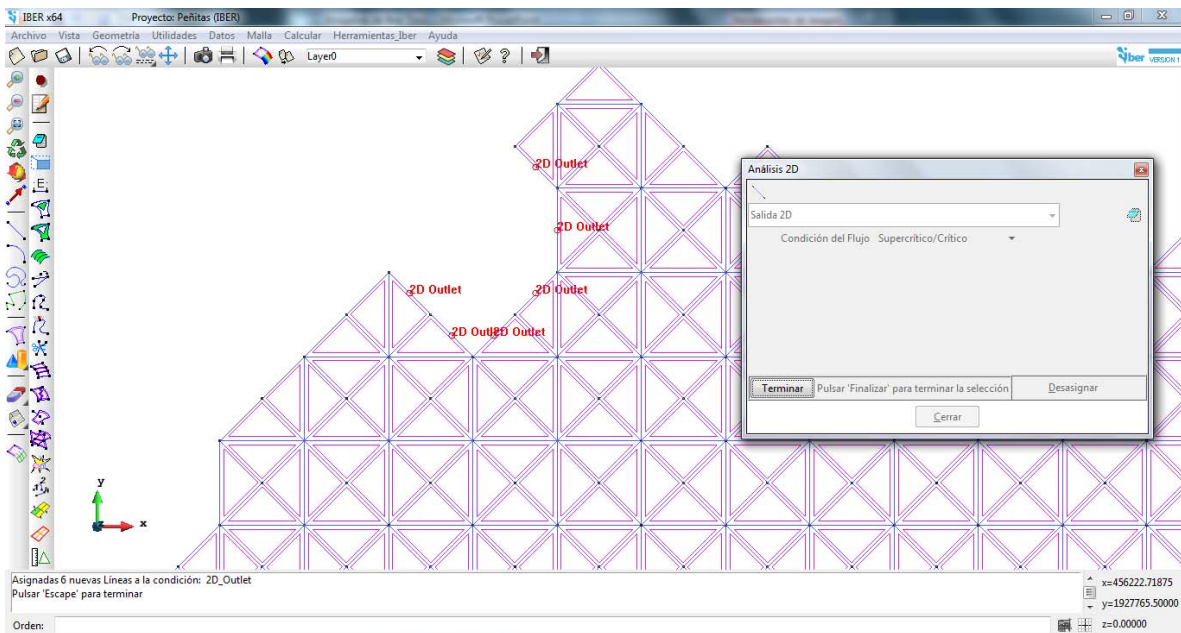 IBER x64 Proyecto: Peñitas (IBER)
Archivo Vista Geometría Utilidades Datos Malla Calcular Herramientas_Iber Ayuda
Layer0
iber VERSION 1
2D Outlet
2D Outlet
2D Outlet
2D Outlet
2D Outlet
2D Outlet
Análisis 2D
Salida 2D
Condición del Flujo Supercrítico/Crítico
Terminar Pulsar 'Finalizar' para terminar la selección Desasignar
Cerrar
y
x
Asignadas 6 nuevas Líneas a la condición: 2D_Outlet
Pulsar 'Escape' para terminar
x=456222.71875
y=1927765.50000
Orden:
z=0.00000